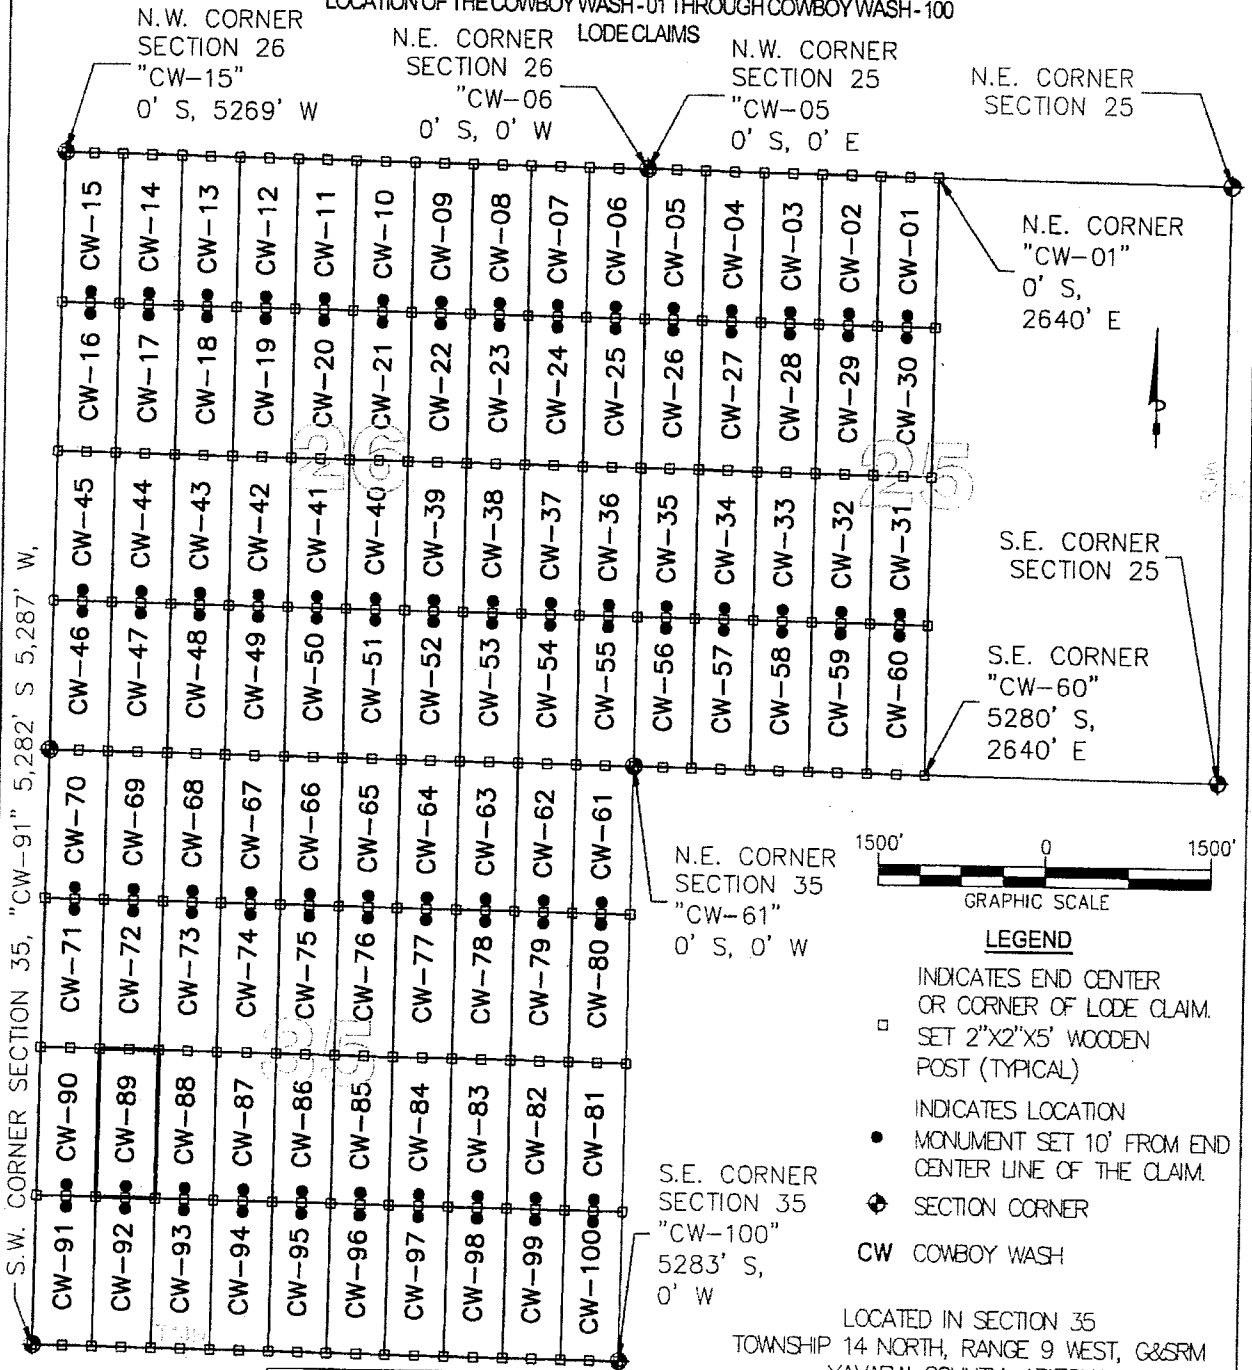 LOCATION OF THE COWBOY WASH-01 THROUGH COWBOY WASH-100
LODE CLAIMS
N.W. CORNER
SECTION 26
"CW-15"
0' S, 5269' W
N.E. CORNER
SECTION 26
"CW-06
0' S, 0' W
N.W. CORNER
SECTION 25
"CW-05
0' S, 0' E
N.E. CORNER
SECTION 25
CW-15 CW-14 CW-13 CW-12 CW-11 CW-10 CW-09 CW-08 CW-07 CW-06 CW-05 CW-04 CW-03 CW-02 CW-01
N.E. CORNER
"CW-01"
0' S,
2640' E
CW-16 CW-17 CW-18 CW-19 CW-20 CW-21 CW-22 CW-23 CW-24 CW-25 CW-26 CW-27 CW-28 CW-29 CW-30
26
25
CW-45 CW-44 CW-43 CW-42 CW-41 CW-40 CW-39 CW-38 CW-37 CW-36 CW-35 CW-34 CW-33 CW-32 CW-31
S.E. CORNER
SECTION 25
CW-46 CW-47 CW-48 CW-49 CW-50 CW-51 CW-52 CW-53 CW-54 CW-55 CW-56 CW-57 CW-58 CW-59 CW-60
S.E. CORNER
"CW-60"
5280' S,
2640' E
CW-70 CW-69 CW-68 CW-67 CW-66 CW-65 CW-64 CW-63 CW-62 CW-61
N.E. CORNER
SECTION 35
"CW-61"
0' S, 0' W
CW-71 CW-72 CW-73 CW-74 CW-75 CW-76 CW-77 CW-78 CW-79 CW-80
35
CW-90 CW-89 CW-88 CW-87 CW-86 CW-85 CW-84 CW-83 CW-82 CW-81
CW-91 CW-92 CW-93 CW-94 CW-95 CW-96 CW-97 CW-98 CW-99 CW-100
S.E. CORNER
SECTION 35
"CW-100"
5283' S,
0' W
S.W. CORNER SECTION 35, "CW-91" 5,282' S 5,287' W,
1500' 0 1500'
GRAPHIC SCALE
LEGEND
INDICATES END CENTER
OR CORNER OF LODE CLAIM.
SET 2"X2"X5' WOODEN
POST (TYPICAL)
INDICATES LOCATION
MONUMENT SET 10' FROM END
CENTER LINE OF THE CLAIM.
SECTION CORNER
CW COWBOY WASH
LOCATED IN SECTION 35
TOWNSHIP 14 NORTH, RANGE 9 WEST, G&SRM